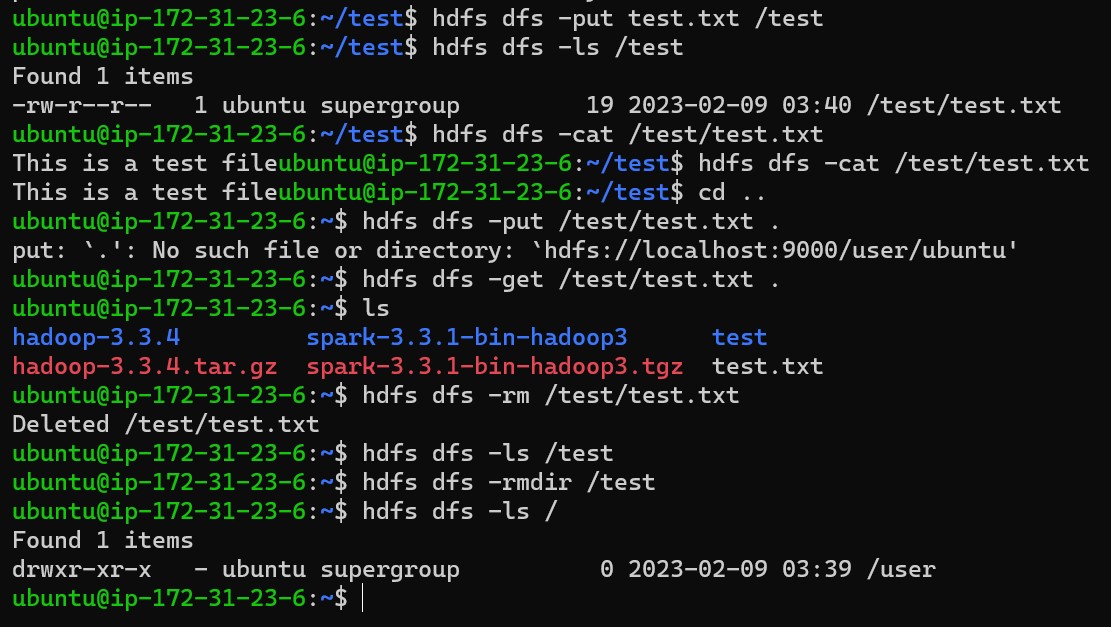 ubuntu@ip-172-31-23-6:~/test$ hdfs dfs -put test.txt /test
ubuntu@ip-172-31-23-6:~/test$ hdfs dfs -ls /test
Found 1 items
-rw-r--r--   1 ubuntu supergroup         19 2023-02-09 03:40 /test/test.txt
ubuntu@ip-172-31-23-6:~/test$ hdfs dfs -cat /test/test.txt
This is a test fileubuntu@ip-172-31-23-6:~/test$ hdfs dfs -cat /test/test.txt
This is a test fileubuntu@ip-172-31-23-6:~/test$ cd ..
ubuntu@ip-172-31-23-6:~$ hdfs dfs -put /test/test.txt .
put: `.': No such file or directory: `hdfs://localhost:9000/user/ubuntu'
ubuntu@ip-172-31-23-6:~$ hdfs dfs -get /test/test.txt .
ubuntu@ip-172-31-23-6:~$ ls
hadoop-3.3.4         spark-3.3.1-bin-hadoop3      test
hadoop-3.3.4.tar.gz  spark-3.3.1-bin-hadoop3.tgz  test.txt
ubuntu@ip-172-31-23-6:~$ hdfs dfs -rm /test/test.txt
Deleted /test/test.txt
ubuntu@ip-172-31-23-6:~$ hdfs dfs -ls /test
ubuntu@ip-172-31-23-6:~$ hdfs dfs -rmdir /test
ubuntu@ip-172-31-23-6:~$ hdfs dfs -ls /
Found 1 items
drwxr-xr-x   - ubuntu supergroup          0 2023-02-09 03:39 /user
ubuntu@ip-172-31-23-6:~$